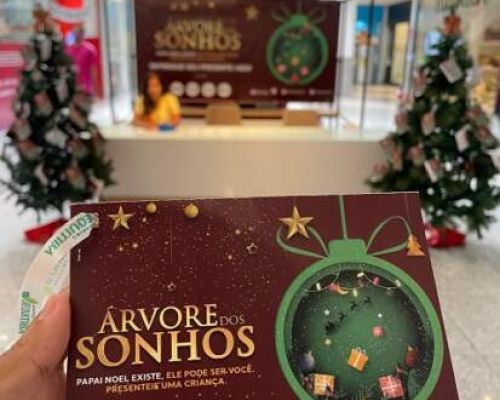 ÁRVORE DOS
SONHOS
ÁRVORE DOS
SONHOS
PAPAI NOEL EXISTE, ELE PODE SER VOCÊ.
PRESENTEIE UMA CRIANÇA.